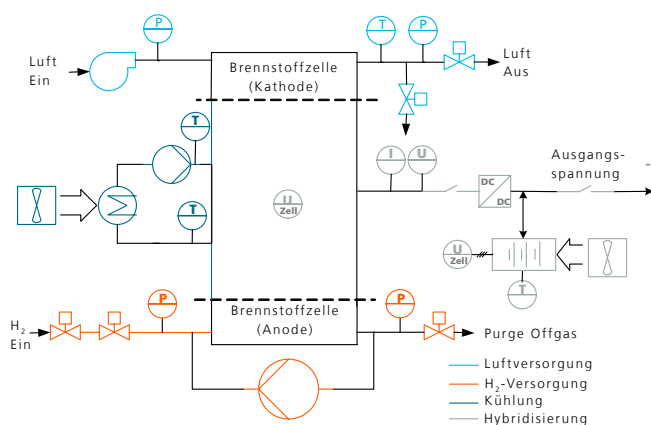 P
T
P
Luft
Ein
Brennstoffzelle
(Kathode)
Luft
Aus
T
I
U
Ausgangs-
spannung
DC
DC
T
U
Zell
U
Zell
T
H2
Ein
P
Brennstoffzelle
(Anode)
P
Purge Offgas
Luftversorgung
H2-Versorgung
Kühlung
Hybridisierung